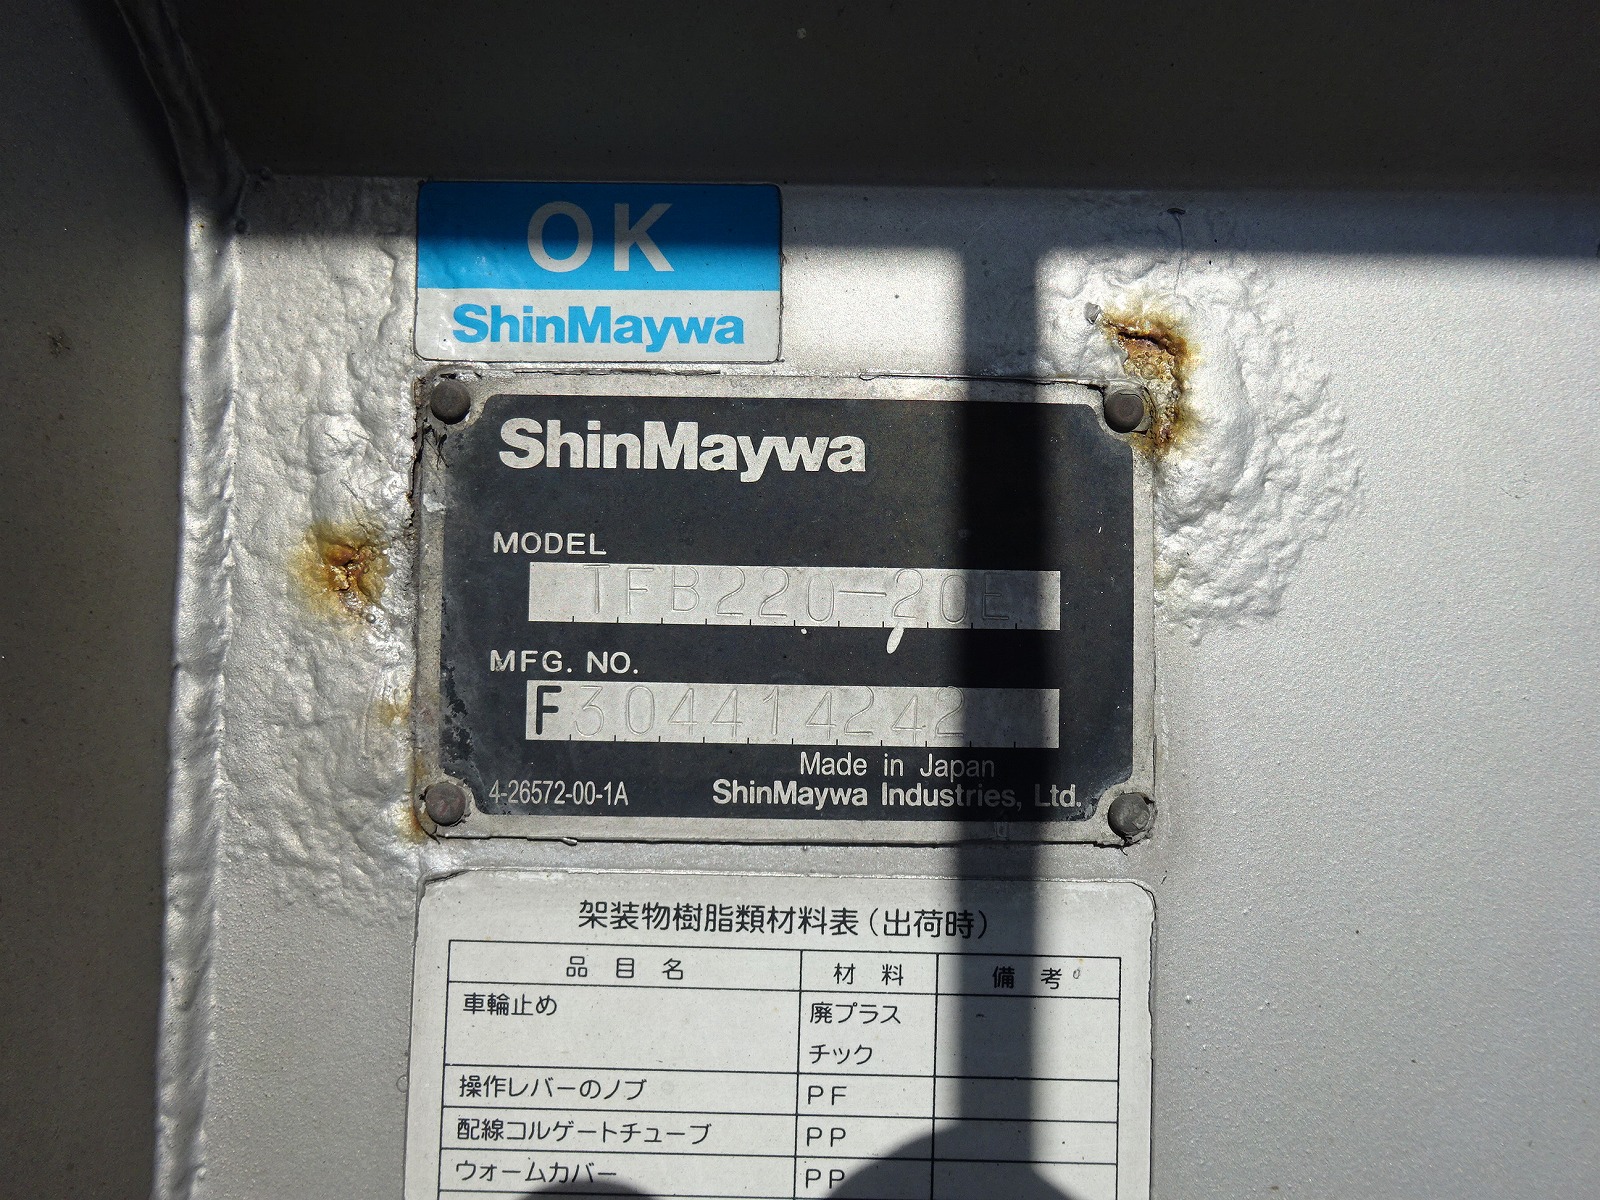 OK
ShinMaywa
ShinMaywa
MODEL
TFB220-20E
MFG. NO.
F304414242
Made in Japan
4-26572-00-1A ShinMaywa Industries, Ltd.
架装物樹脂類材料表(出荷時)
品目名 材料 備考
車輪止め 廃プラス
チック
操作レバーのノブ PF
配線コルゲートチューブ PP
ウォームカバー PP